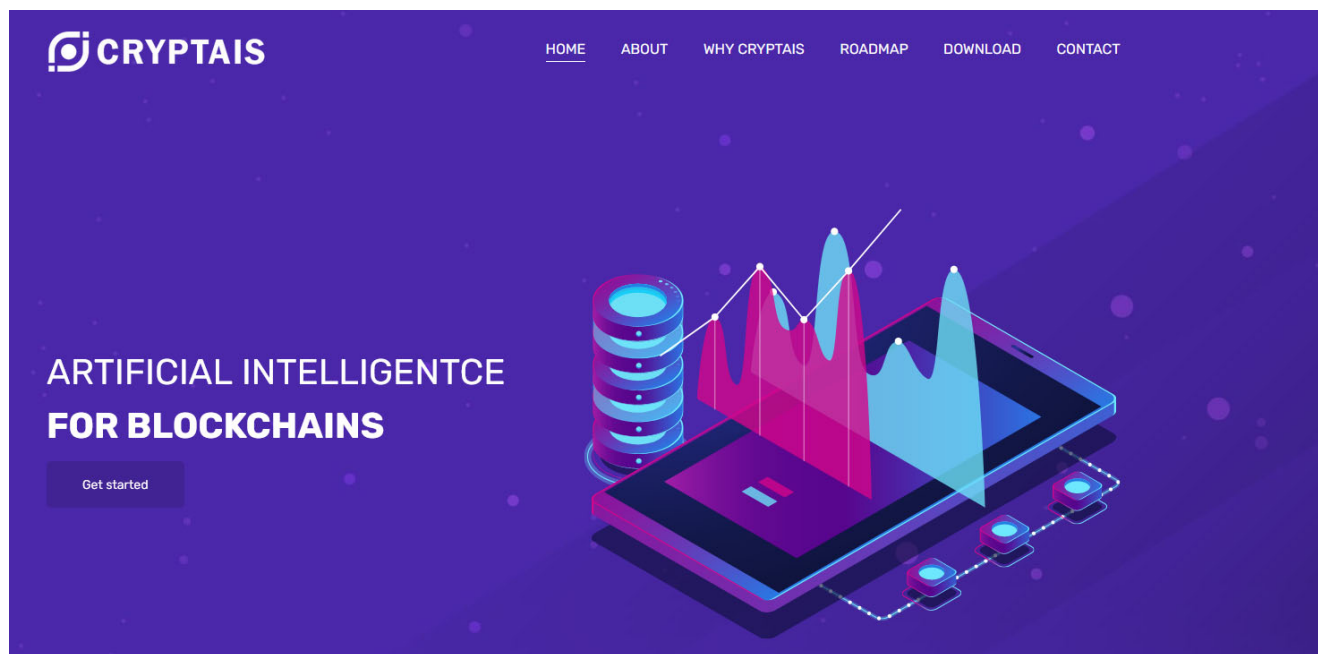 CRYPTAIS
HOME ABOUT WHY CRYPTAIS ROADMAP DOWNLOAD CONTACT
ARTIFICIAL INTELLIGENTCE
FOR BLOCKCHAINS
Get started